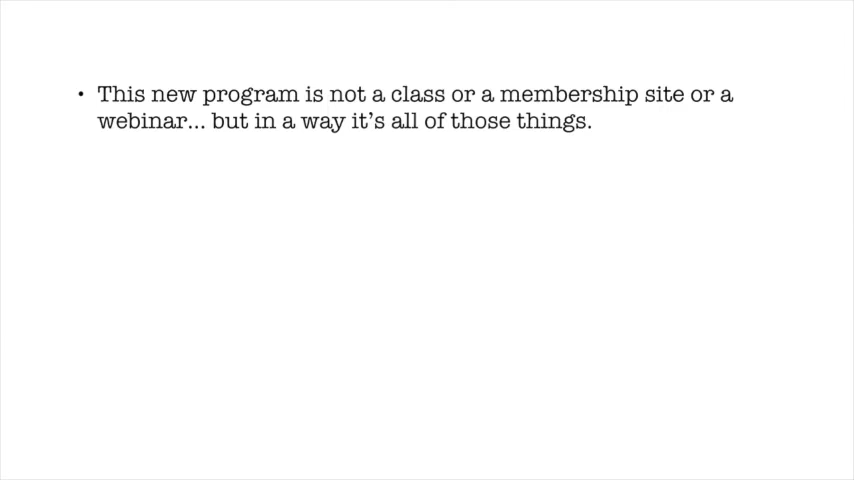 • This new program is not a class or a membership site or a
webinar... but in a way it's all of those things.